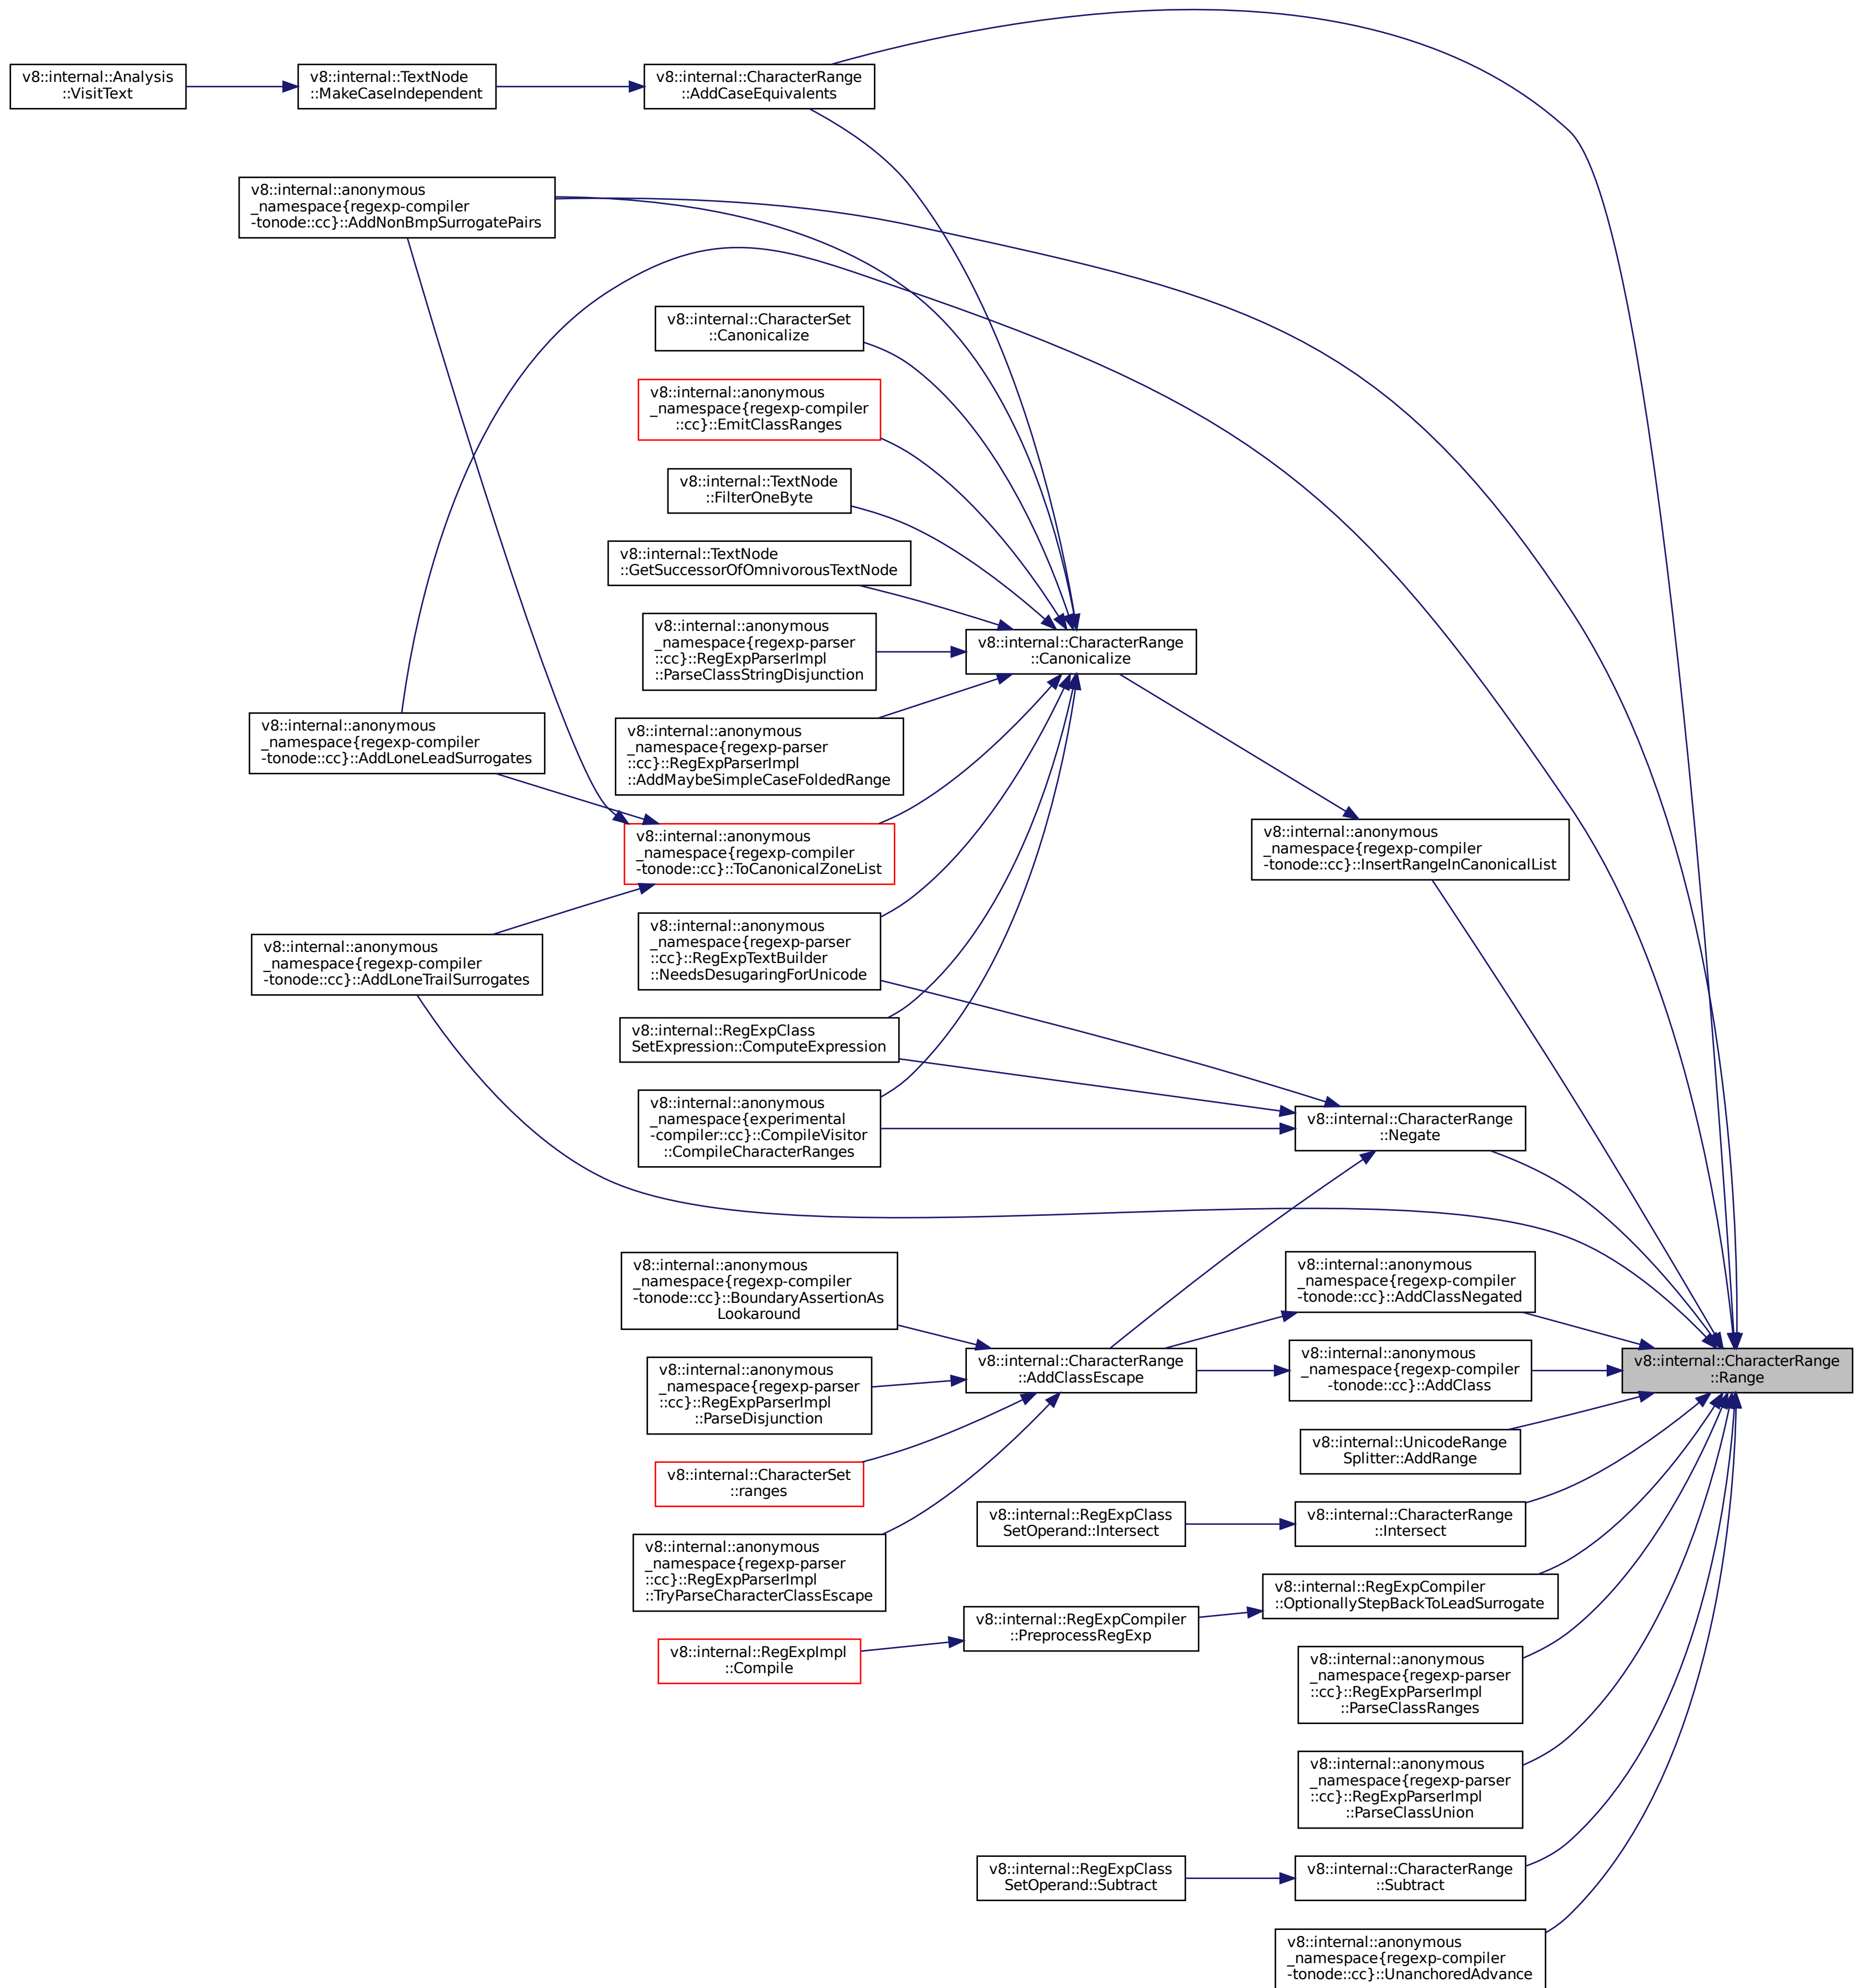 v8::internal::Analysis
::VisitText
v8::internal::TextNode
::MakeCaseIndependent
v8::internal::CharacterRange
::AddCaseEquivalents
v8::internal::anonymous
_namespace{regexp-compiler
-tonode::cc}::AddNonBmpSurrogatePairs
v8::internal::CharacterSet
::Canonicalize
v8::internal::anonymous
_namespace{regexp-compiler
::cc}::EmitClassRanges
v8::internal::TextNode
::FilterOneByte
v8::internal::TextNode
::GetSuccessorOfOmnivorousTextNode
v8::internal::anonymous
_namespace{regexp-parser
::cc}::RegExpParserImpl
::ParseClassStringDisjunction
v8::internal::CharacterRange
::Canonicalize
v8::internal::anonymous
_namespace{regexp-compiler
-tonode::cc}::AddLoneLeadSurrogates
v8::internal::anonymous
_namespace{regexp-parser
::cc}::RegExpParserImpl
::AddMaybeSimpleCaseFoldedRange
v8::internal::anonymous
_namespace{regexp-compiler
-tonode::cc}::ToCanonicalZoneList
v8::internal::anonymous
_namespace{regexp-compiler
-tonode::cc}::InsertRangeInCanonicalList
v8::internal::anonymous
_namespace{regexp-compiler
-tonode::cc}::AddLoneTrailSurrogates
v8::internal::anonymous
_namespace{regexp-parser
::cc}::RegExpTextBuilder
::NeedsDesugaringForUnicode
v8::internal::RegExpClass
SetExpression::ComputeExpression
v8::internal::anonymous
_namespace{experimental
-compiler::cc}::CompileVisitor
::CompileCharacterRanges
v8::internal::CharacterRange
::Negate
v8::internal::anonymous
_namespace{regexp-compiler
-tonode::cc}::BoundaryAssertionAs
Lookaround
v8::internal::anonymous
_namespace{regexp-compiler
-tonode::cc}::AddClassNegated
v8::internal::anonymous
_namespace{regexp-parser
::cc}::RegExpParserImpl
::ParseDisjunction
v8::internal::CharacterRange
::AddClassEscape
v8::internal::anonymous
_namespace{regexp-compiler
-tonode::cc}::AddClass
v8::internal::CharacterRange
::Range
v8::internal::CharacterSet
::ranges
v8::internal::UnicodeRange
Splitter::AddRange
v8::internal::anonymous
_namespace{regexp-parser
::cc}::RegExpParserImpl
::TryParseCharacterClassEscape
v8::internal::RegExpClass
SetOperand::Intersect
v8::internal::CharacterRange
::Intersect
v8::internal::RegExpImpl
::Compile
v8::internal::RegExpCompiler
::PreprocessRegExp
v8::internal::RegExpCompiler
::OptionallyStepBackToLeadSurrogate
v8::internal::anonymous
_namespace{regexp-parser
::cc}::RegExpParserImpl
::ParseClassRanges
v8::internal::anonymous
_namespace{regexp-parser
::cc}::RegExpParserImpl
::ParseClassUnion
v8::internal::RegExpClass
SetOperand::Subtract
v8::internal::CharacterRange
::Subtract
v8::internal::anonymous
_namespace{regexp-compiler
-tonode::cc}::UnanchoredAdvance